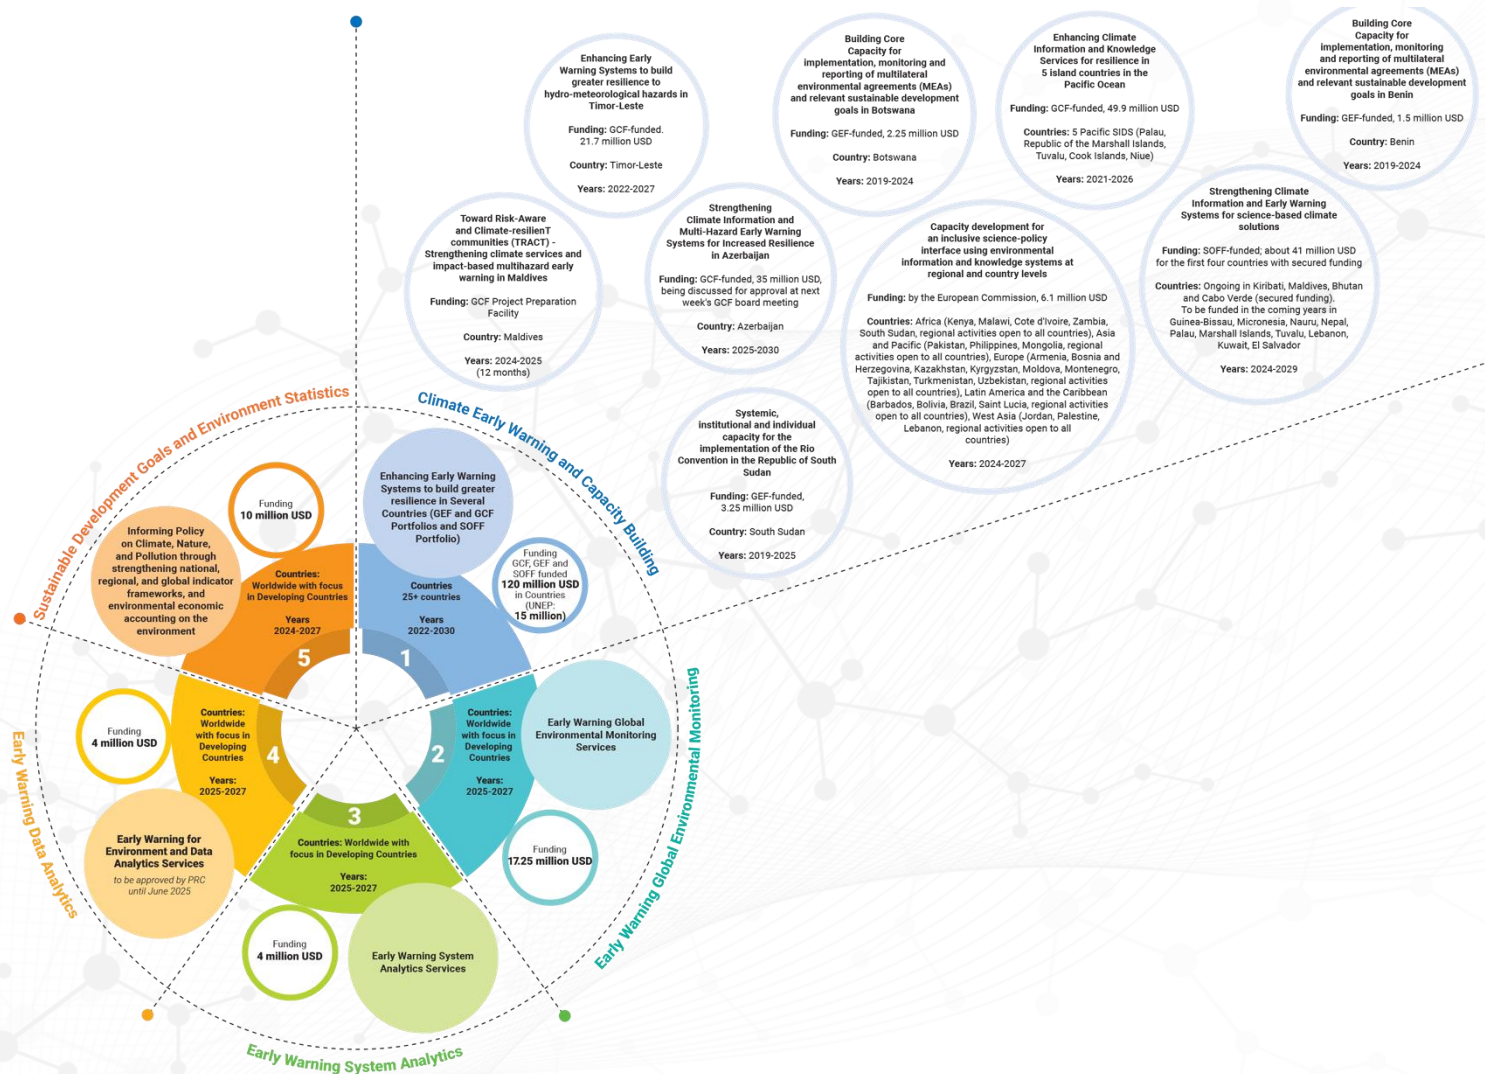 Enhancing Early
Warning Systems to build
greater resilience to
hydro-meteorological hazards in
Timor-Leste
Funding: GCF-funded.
21.7 million USD
Country: Timor-Leste
Years: 2022-2027
Building Core
Capacity for
implementation, monitoring and
reporting of multilateral
environmental agreements (MEAs)
and relevant sustainable development
goals in Botswana
Funding: GEF-funded, 2.25 million USD
Country: Botswana
Years: 2019-2024
Enhancing Climate
Information and Knowledge
Services for resilience in
5 island countries in the
Pacific Ocean
Funding: GCF-funded, 49.9 million USD
Countries: 5 Pacific SIDS (Palau,
Republic of the Marshall Islands,
Tuvalu, Cook Islands, Niue)
Years: 2021-2026
Building Core
Capacity for
implementation, monitoring
and reporting of multilateral
environmental agreements (MEAs)
and relevant sustainable development
goals in Benin
Funding: GEF-funded, 1.5 million USD
Country: Benin
Years: 2019-2024
Toward Risk-Aware
and Climate-resilienT
communities (TRACT) -
Strengthening climate services and
impact-based multihazard early
warning in Maldives
Funding: GCF Project Preparation
Facility
Country: Maldives
Years: 2024-2025
(12 months)
Strengthening
Climate Information and
Multi-Hazard Early Warning
Systems for Increased Resilience
in Azerbaijan
Funding: GCF-funded, 35 million USD,
being discussed for approval at next
week's GCF board meeting
Country: Azerbaijan
Years: 2025-2030
Capacity development for
an inclusive science-policy
interface using environmental
information and knowledge systems at
regional and country levels
Funding: by the European Commission, 6.1 million USD
Countries: Africa (Kenya, Malawi, Cote d'Ivoire, Zambia,
South Sudan, regional activities open to all countries), Asia
and Pacific (Pakistan, Philippines, Mongolia, regional
activities open to all countries), Europe (Armenia, Bosnia and
Herzegovina, Kazakhstan, Kyrgyzstan, Moldova, Montenegro,
Tajikistan, Turkmenistan, Uzbekistan, regional activities
open to all countries), Latin America and the Caribbean
(Barbados, Bolivia, Brazil, Saint Lucia, regional activities
open to all countries), West Asia (Jordan, Palestine,
Lebanon, regional activities open to all
countries)
Years: 2024-2027
Strengthening Climate
Information and Early Warning
Systems for science-based climate
solutions
Funding: SOFF-funded; about 41 million USD
for the first four countries with secured funding
Countries: Ongoing in Kiribati, Maldives, Bhutan
and Cabo Verde (secured funding).
To be funded in the coming years in
Guinea-Bissau, Micronesia, Nauru, Nepal,
Palau, Marshall Islands, Tuvalu, Lebanon,
Kuwait, El Salvador
Years: 2024-2029
Systemic,
institutional and individual
capacity for the
implementation of the Rio
Convention in the Republic of South
Sudan
Funding: GEF-funded,
3.25 million USD
Country: South Sudan
Years: 2019-2025
Climate Early Warning and Capacity Building
Enhancing Early Warning
Systems to build greater
resilience in Several
Countries (GEF and GCF
Portfolios and SOFF
Portfolio)
Funding
GCF, GEF and
SOFF funded
120 million USD
in Countries
(UNEP:
15 million)
Countries
25+ countries
Years
2022-2030
1
Early Warning Global Environmental Monitoring
Early Warning Global
Environmental Monitoring
Services
Funding
17.25 million USD
Countries:
Worldwide
with focus in
Developing
Countries
Years:
2025-2027
2
Early Warning System Analytics
Early Warning System
Analytics Services
Funding
4 million USD
Countries: Worldwide with
focus in Developing Countries
Years:
2025-2027
3
Early Warning Data Analytics
Early Warning for
Environment and Data
Analytics Services
to be approved by PRC
until June 2025
Funding
4 million USD
Countries:
Worldwide
with focus in
Developing
Countries
Years:
2025-2027
4
Sustainable Development Goals and Environment Statistics
Informing Policy
on Climate, Nature,
and Pollution through
strengthening national,
regional, and global indicator
frameworks, and
environmental economic
accounting on the
environment
Funding
10 million USD
Countries:
Worldwide with focus
in Developing Countries
Years
2024-2027
5